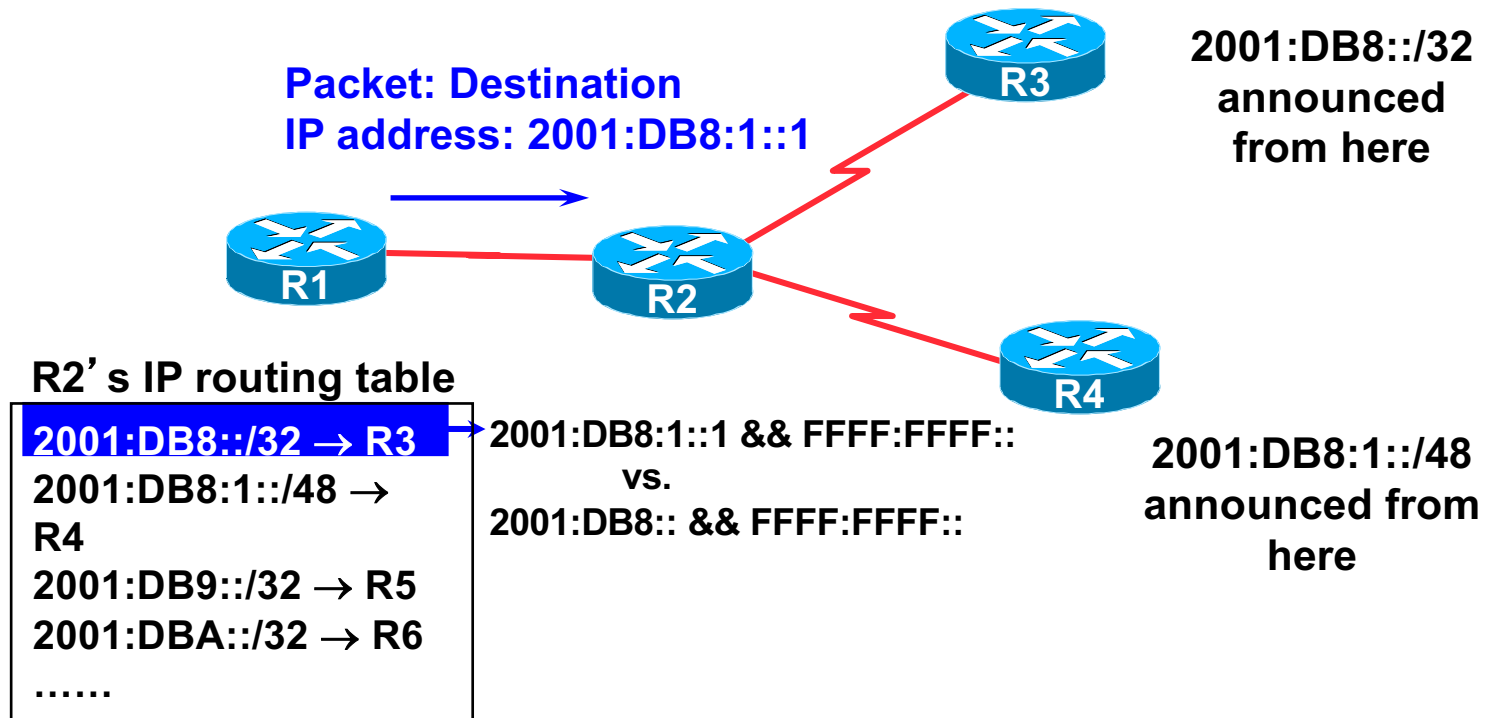 Packet: Destination
IP address: 2001:DB8:1::1
R3
2001:DB8::/32
announced
from here
R1
R2
R4
2001:DB8:1::/48
announced from
here
R2’s IP routing table
2001:DB8::/32 → R3
2001:DB8:1::/48 →
R4
2001:DB9::/32 → R5
2001:DBA::/32 → R6
……
2001:DB8:1::1 && FFFF:FFFF::
vs.
2001:DB8:: && FFFF:FFFF::